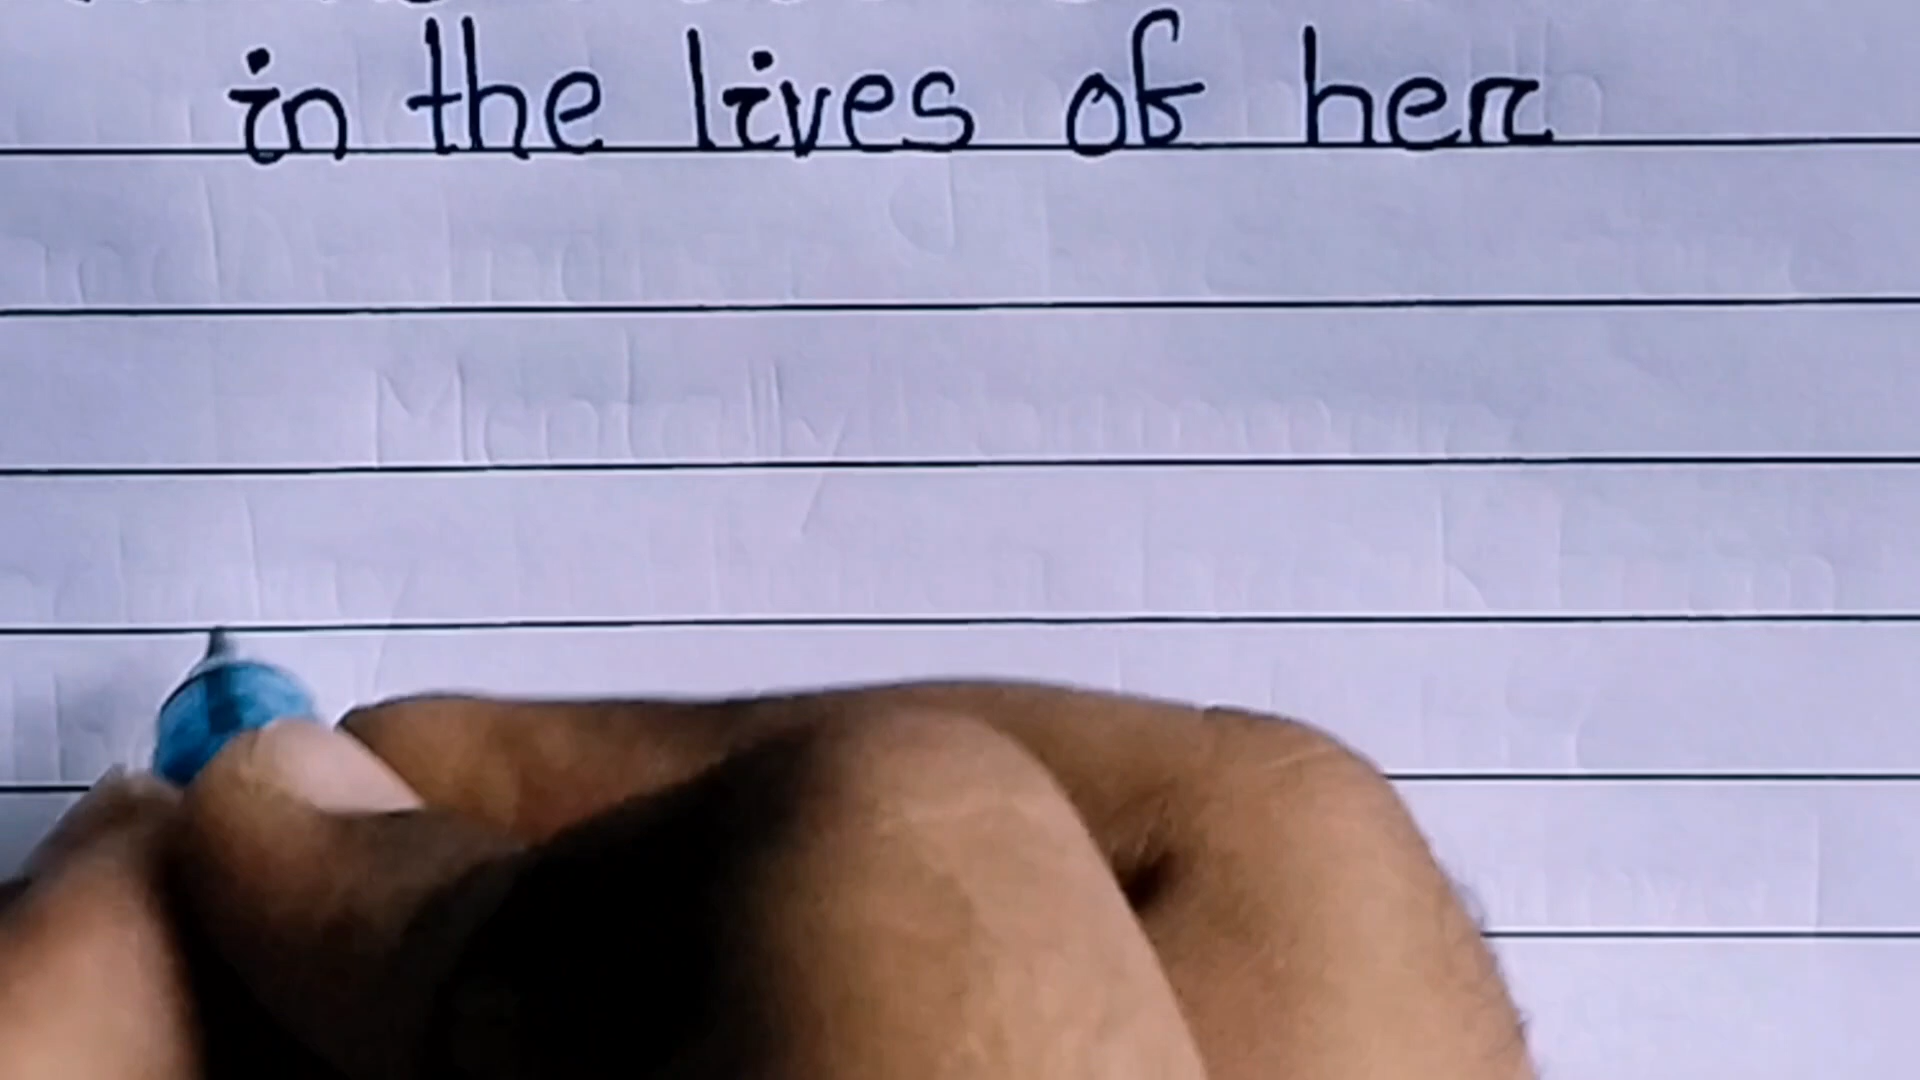 in the lives of her